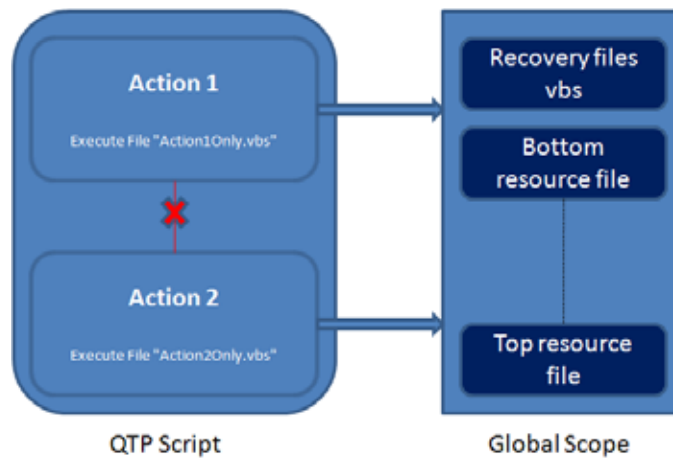 Action 1
Execute File "Action1Only.vbs"
Action 2
Execute File "Action2Only.vbs"
QTP Script
Recovery files
vbs
Bottom
resource file
Top resource
file
Global Scope